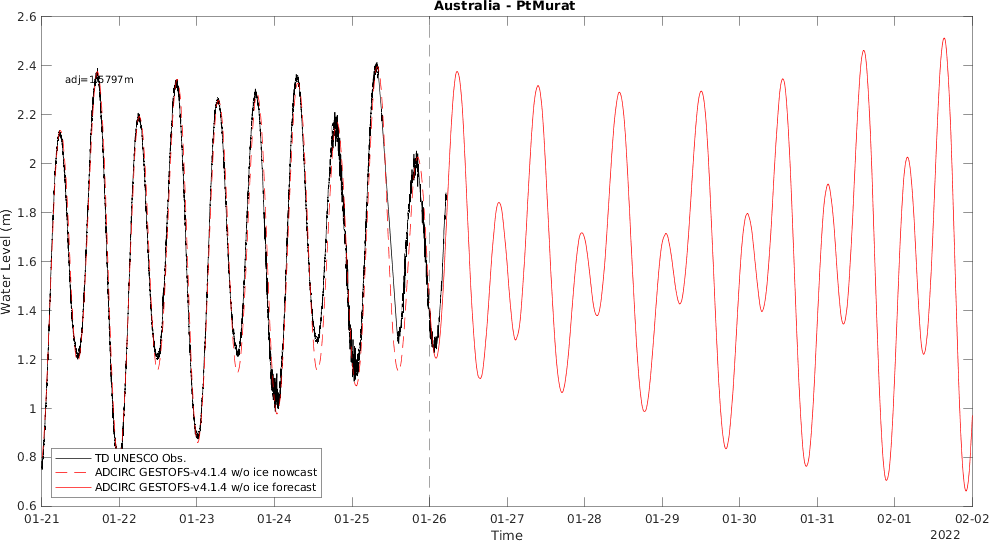 Australia - PtMurat
2.6
2.4
2.2
2
1.8
1.6
1.4
1.2
1
0.8
0.6
Water Level (m)
adj=1.5797m
TD UNESCO Obs.
ADCIRC GESTOFS-v4.1.4 w/o ice nowcast
ADCIRC GESTOFS-v4.1.4 w/o ice forecast
01-21 01-22 01-23 01-24 01-25 01-26 01-27 01-28 01-29 01-30 01-31 02-01 02-02
Time
2022